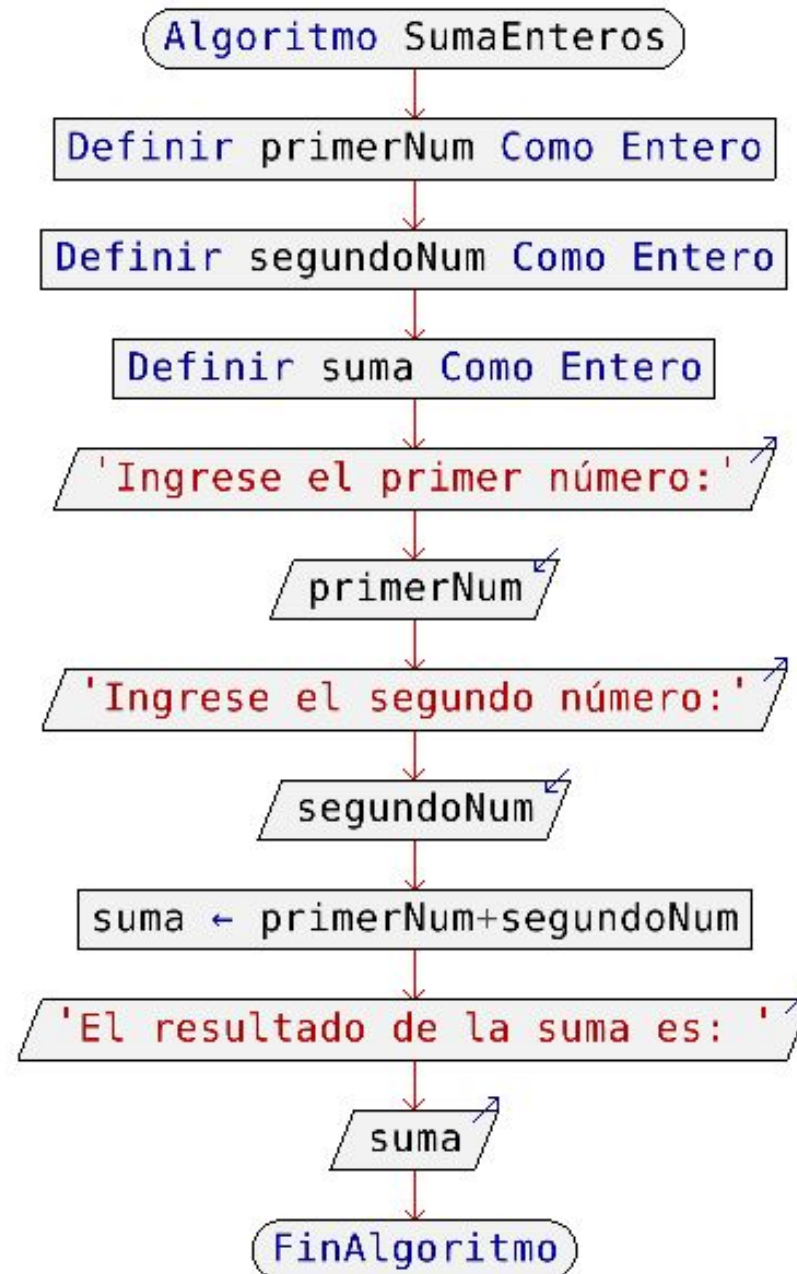 Algoritmo SumaEnteros
Definir primerNum Como Entero
Definir segundoNum Como Entero
Definir suma Como Entero
'Ingrese el primer número:'
primerNum
'Ingrese el segundo número:'
segundoNum
suma ← primerNum+segundoNum
'El resultado de la suma es: '
suma
FinAlgoritmo